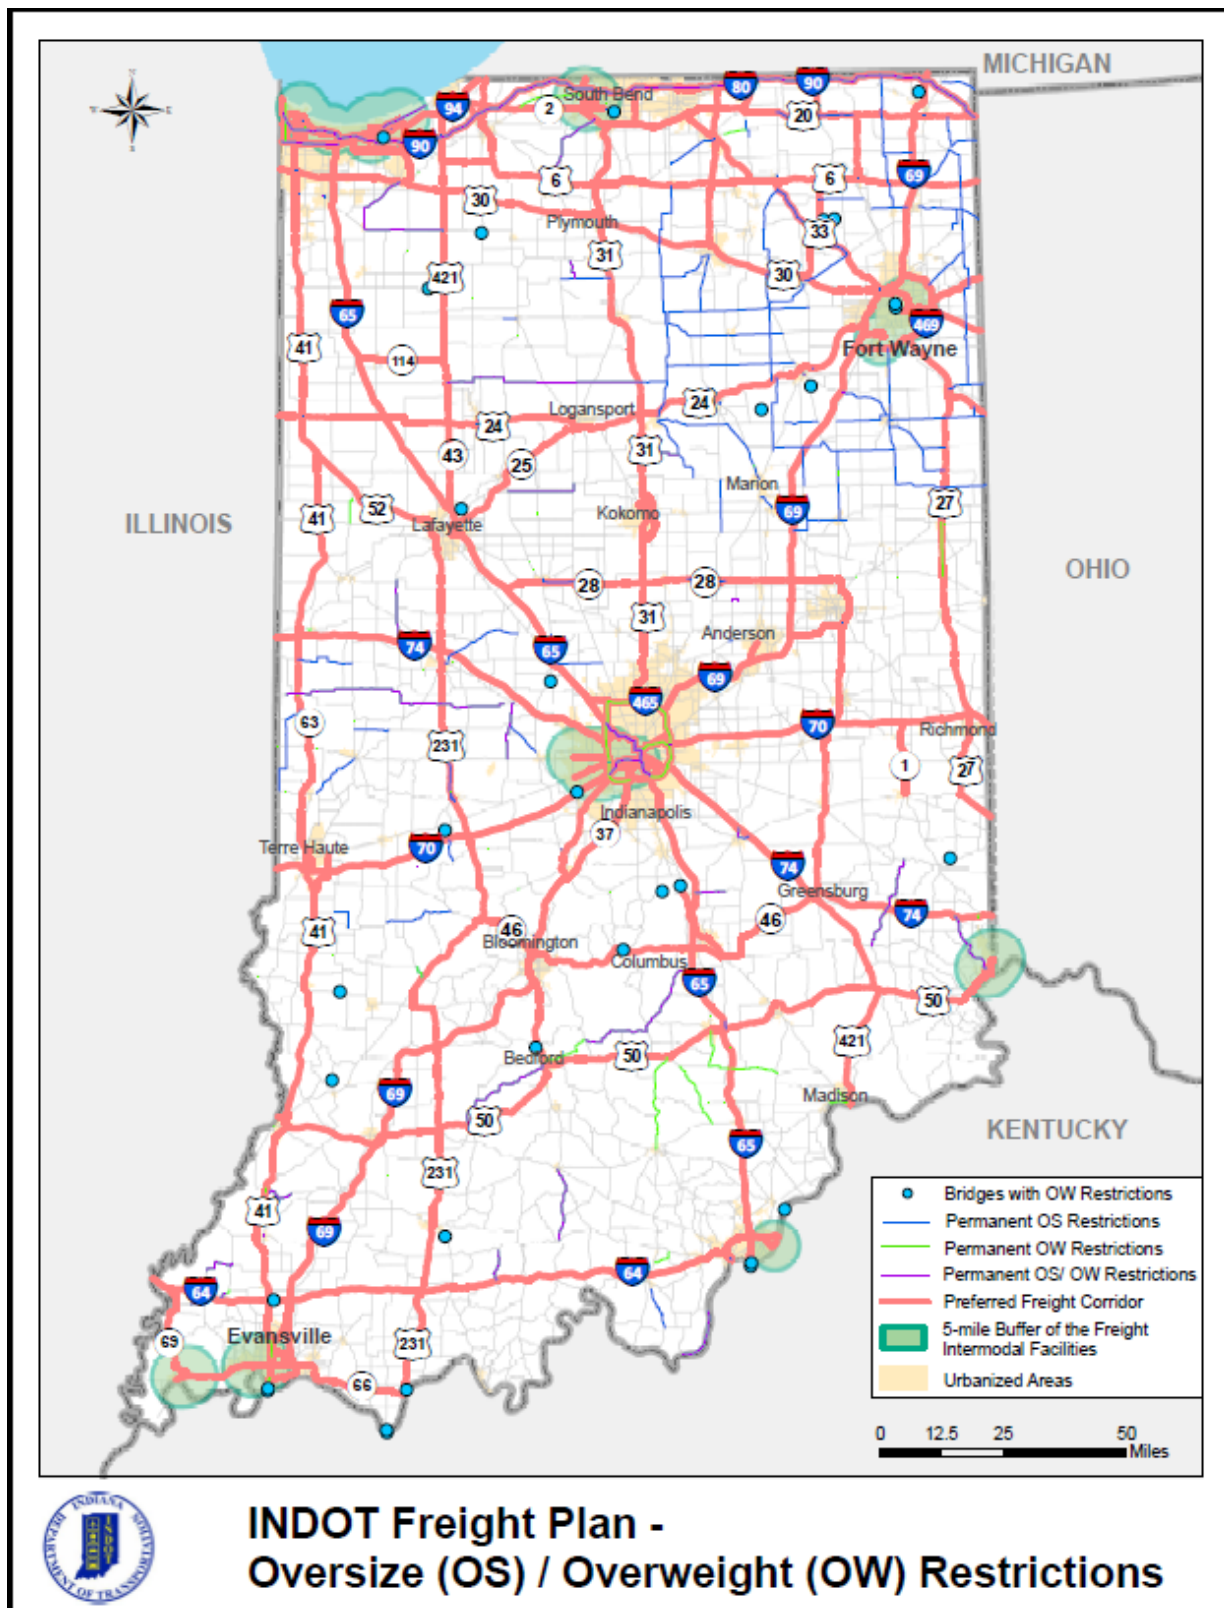 MICHIGAN
N
W
E
S
94
2
South Bend
80
90
20
90
6
6
69
30
Plymouth
33
31
421
30
65
469
41
Fort Wayne
114
24
Logansport
24
43
25
31
Marion
27
ILLINOIS
41
52
Lafayette
Kokomo
69
OHIO
28
28
31
Anderson
74
65
69
465
63
70
Richmond
231
1
27
Indianapolis
37
Terre Haute
70
74
Greensburg
46
46
74
41
Bloomington
Columbus
65
50
421
Bedford
50
69
Madison
50
KENTUCKY
65
231
41
69
64
64
Evansville
69
231
66
Bridges with OW Restrictions
Permanent OS Restrictions
Permanent OW Restrictions
Permanent OS/ OW Restrictions
Preferred Freight Corridor
5-mile Buffer of the Freight
Intermodal Facilities
Urbanized Areas
0 12.5 25 50
Miles
INDIANA
DEPARTMENT OF TRANSPORTATION
INDOT
INDOT Freight Plan -
Oversize (OS) / Overweight (OW) Restrictions